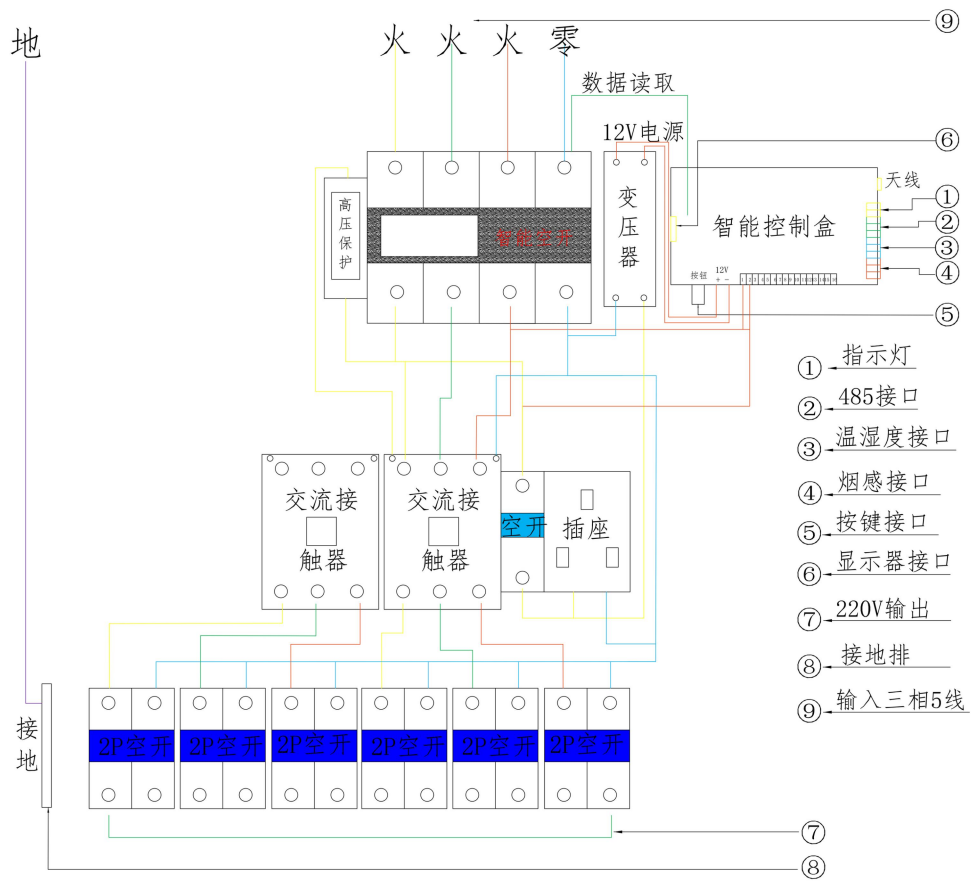 ⑨
地
火 火 火 零
数据读取
12V电源
⑥
天线
①
②
③
④
⑤
高压保护
智能空开
变压器
智能控制盒
按钮
12V
+ -
① 指示灯
② 485接口
③ 温湿度接口
④ 烟感接口
⑤ 按键接口
⑥ 显示器接口
⑦ 220V输出
⑧ 接地排
⑨ 输入三相5线
交流接
触器
交流接
触器
空开
插座
接地
2P空开 2P空开 2P空开 2P空开 2P空开 2P空开
⑦
⑧